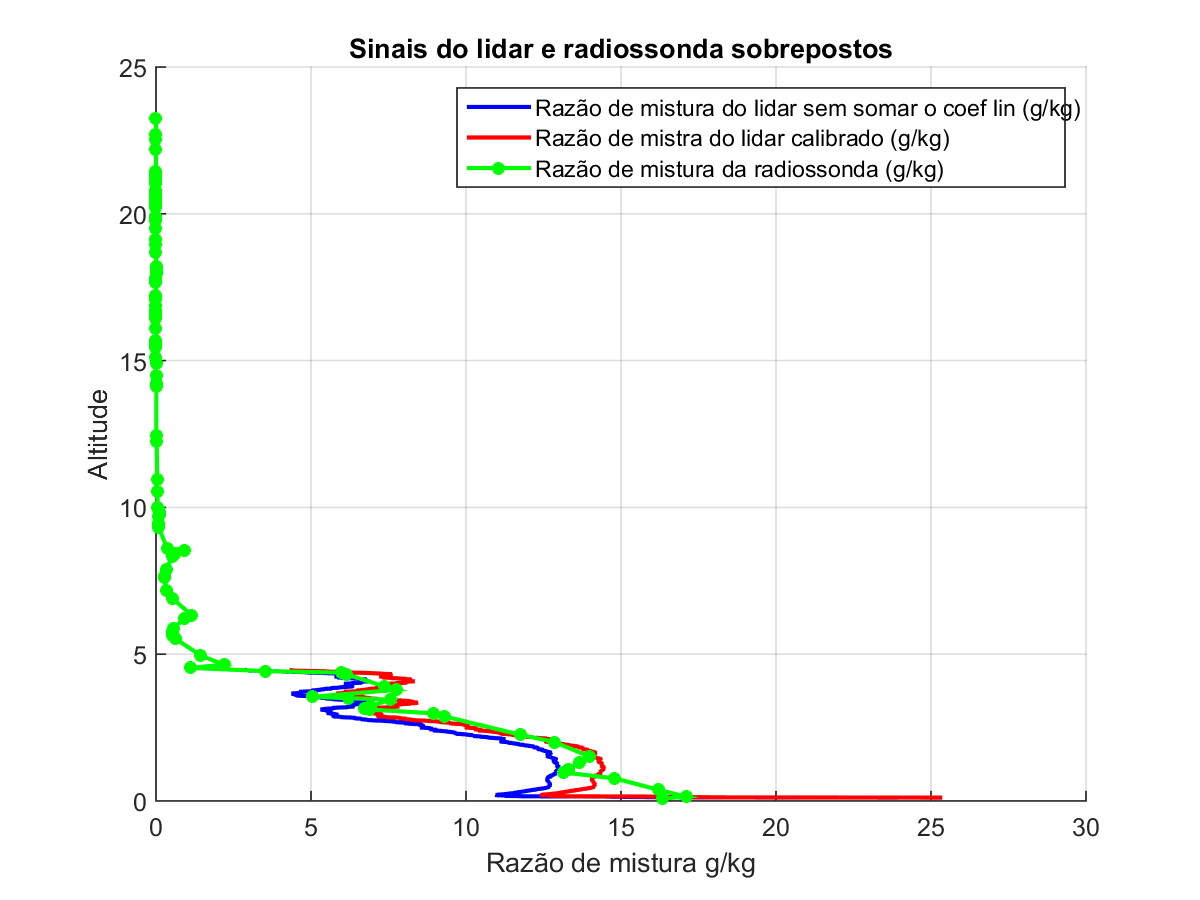 Sinais do lidar e radiossonda sobrepostos
25
Razão de mistura do lidar sem somar o coef lin (g/kg)
Razão de mistra do lidar calibrado (g/kg)
Razão de mistura da radiossonda (g/kg)
20
15
Altitude
10
5
0
0 5 10 15 20 25 30
Razão de mistura g/kg